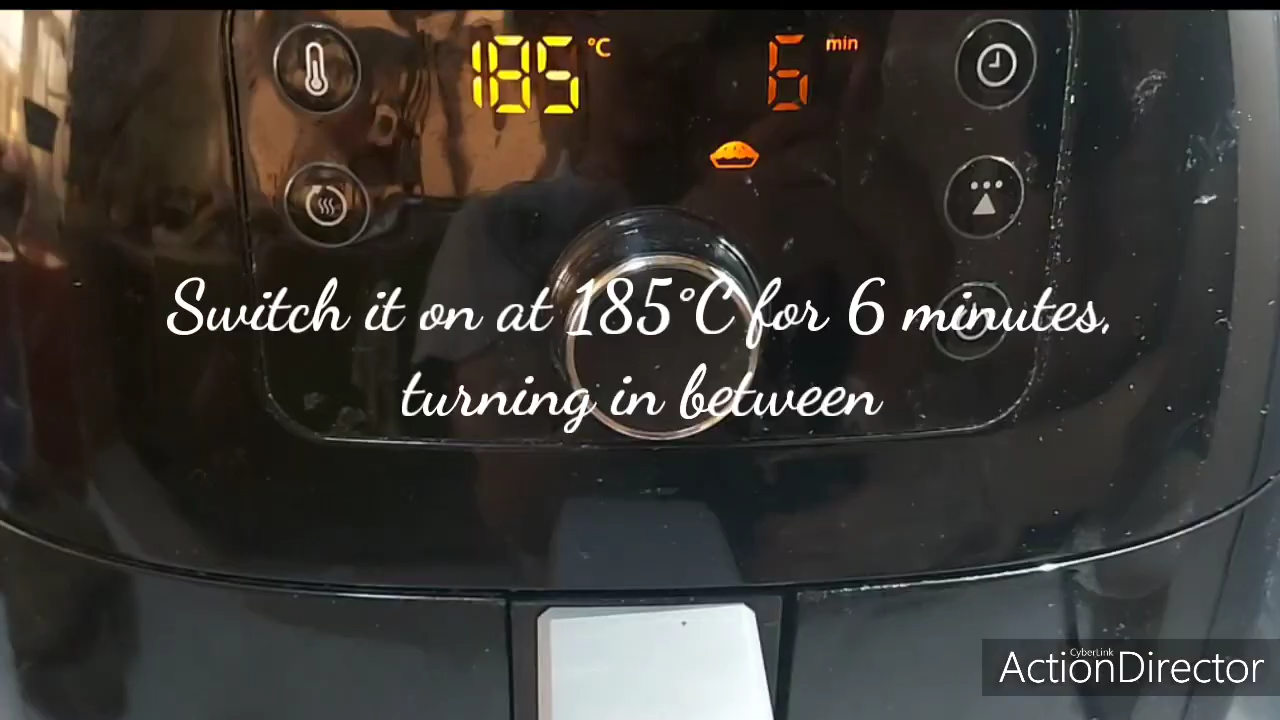 185 °C 6 min
Switch it on at 185°C for 6 minutes,
turning in between
CyberLink
ActionDirector